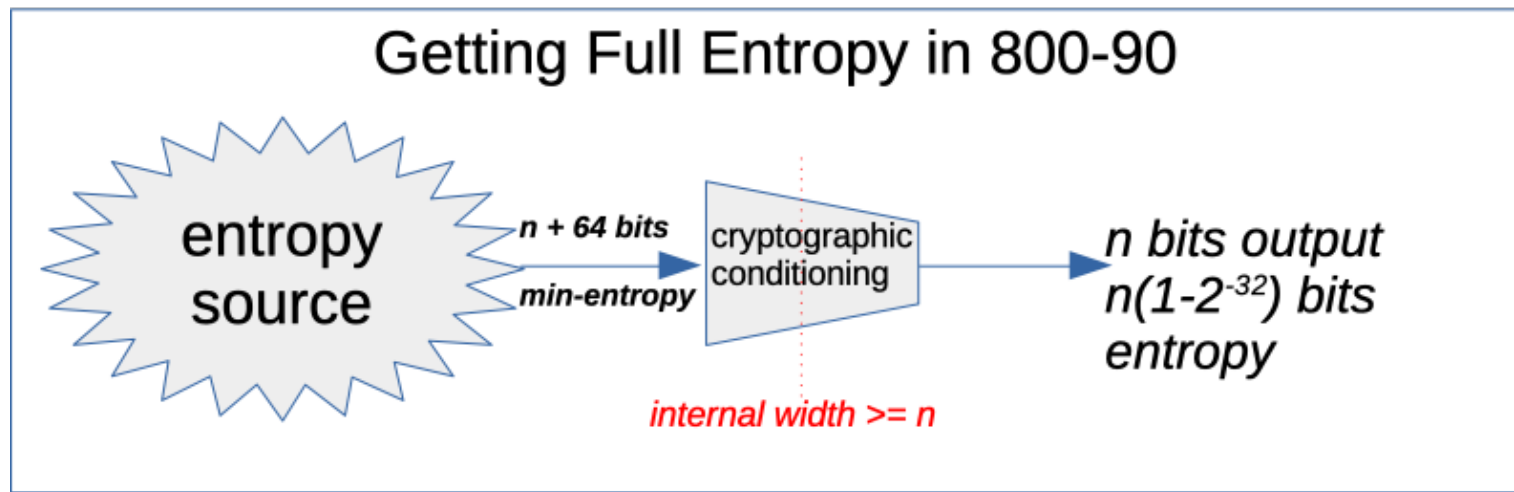 Getting Full Entropy in 800-90
entropy
source
n + 64 bits
min-entropy
cryptographic
conditioning
internal width >= n
n bits output
n(1-2⁻³²) bits
entropy